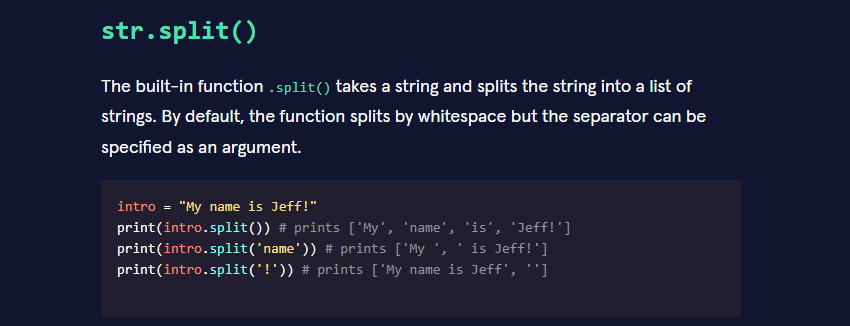 str.split()
The built-in function .split() takes a string and splits the string into a list of
strings. By default, the function splits by whitespace but the separator can be
specified as an argument.
intro = "My name is Jeff!"
print(intro.split()) # prints ['My', 'name', 'is', 'Jeff!']
print(intro.split('name')) # prints ['My ', ' is Jeff!']
print(intro.split('!')) # prints ['My name is Jeff', '']